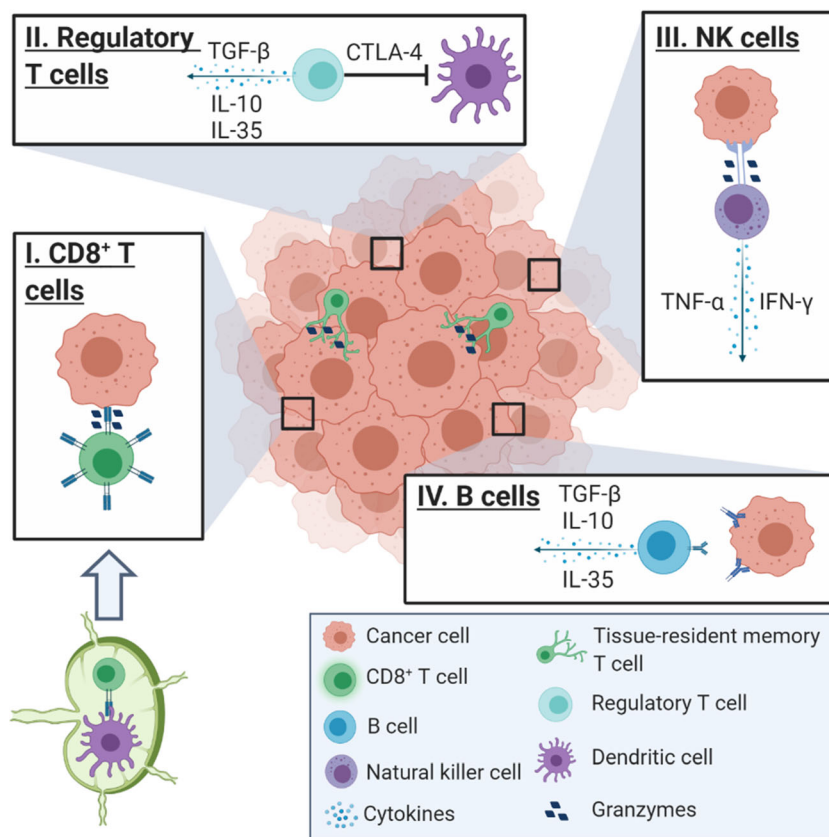 II. Regulatory
T cells
TGF-β
IL-10
IL-35
CTLA-4
III. NK cells
TNF-α
IFN-γ
I. CD8⁺ T
cells
IV. B cells
TGF-β
IL-10
IL-35
Cancer cell
CD8⁺ T cell
B cell
Natural killer cell
Cytokines
Tissue-resident memory
T cell
Regulatory T cell
Dendritic cell
Granzymes